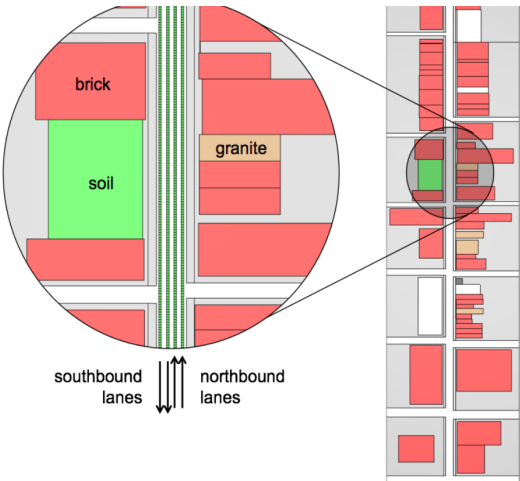 brick
granite
soil
southbound
lanes
northbound
lanes